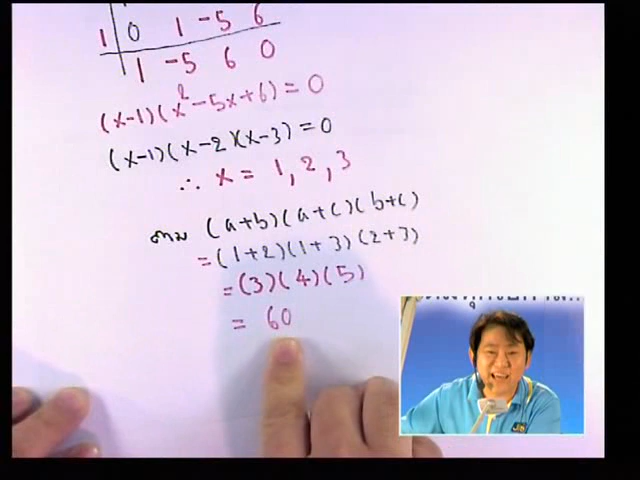 1 | 0 1 -5 6
1 -5 6 0
(x-1)(x²-5x+6) = 0
(x-1)(x-2)(x-3) = 0
∴ x = 1, 2, 3
ถาม (a+b)(a+c)(b+c)
= (1+2)(1+3)(2+3)
= (3)(4)(5)
= 60